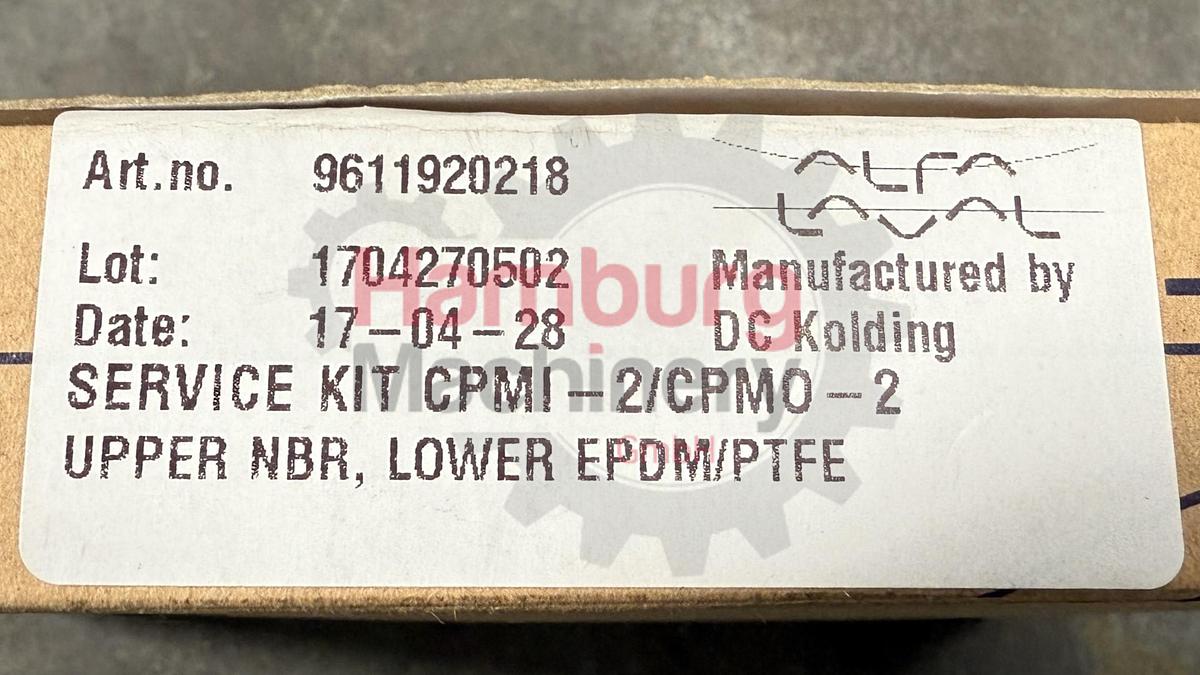 Art.no. 9611920218
ALFA
LAVAL
Lot: 1704270502
Manufactured by
Date: 17-04-28
DC Kolding
SERVICE KIT CPMI-2/CPMO-2
UPPER NBR, LOWER EPDM/PTFE
Hamburg
Machinery
GmbH